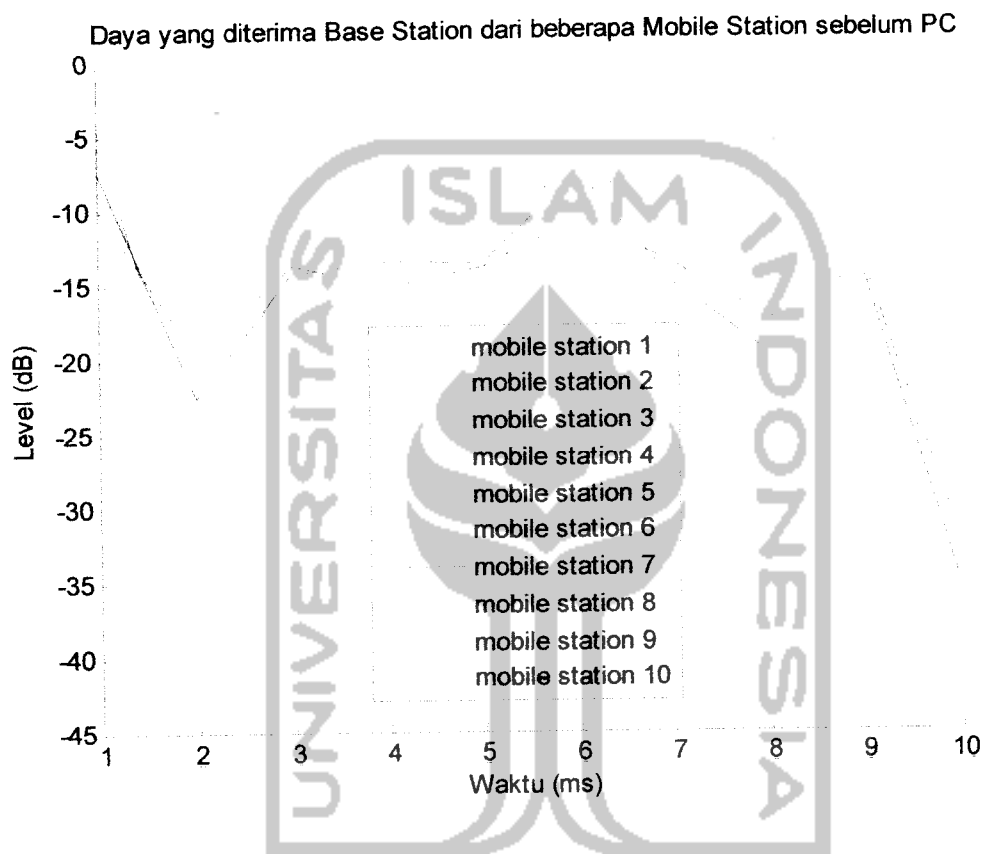 Daya yang diterima Base Station dari beberapa Mobile Station sebelum PC
0
-5
-10
-15
-20
-25
-30
-35
-40
-45
Level (dB)
1 2 3 4 5 6 7 8 9 10
Waktu (ms)
mobile station 1
mobile station 2
mobile station 3
mobile station 4
mobile station 5
mobile station 6
mobile station 7
mobile station 8
mobile station 9
mobile station 10
UNIVERSITAS
ISLAM
INDONESIA